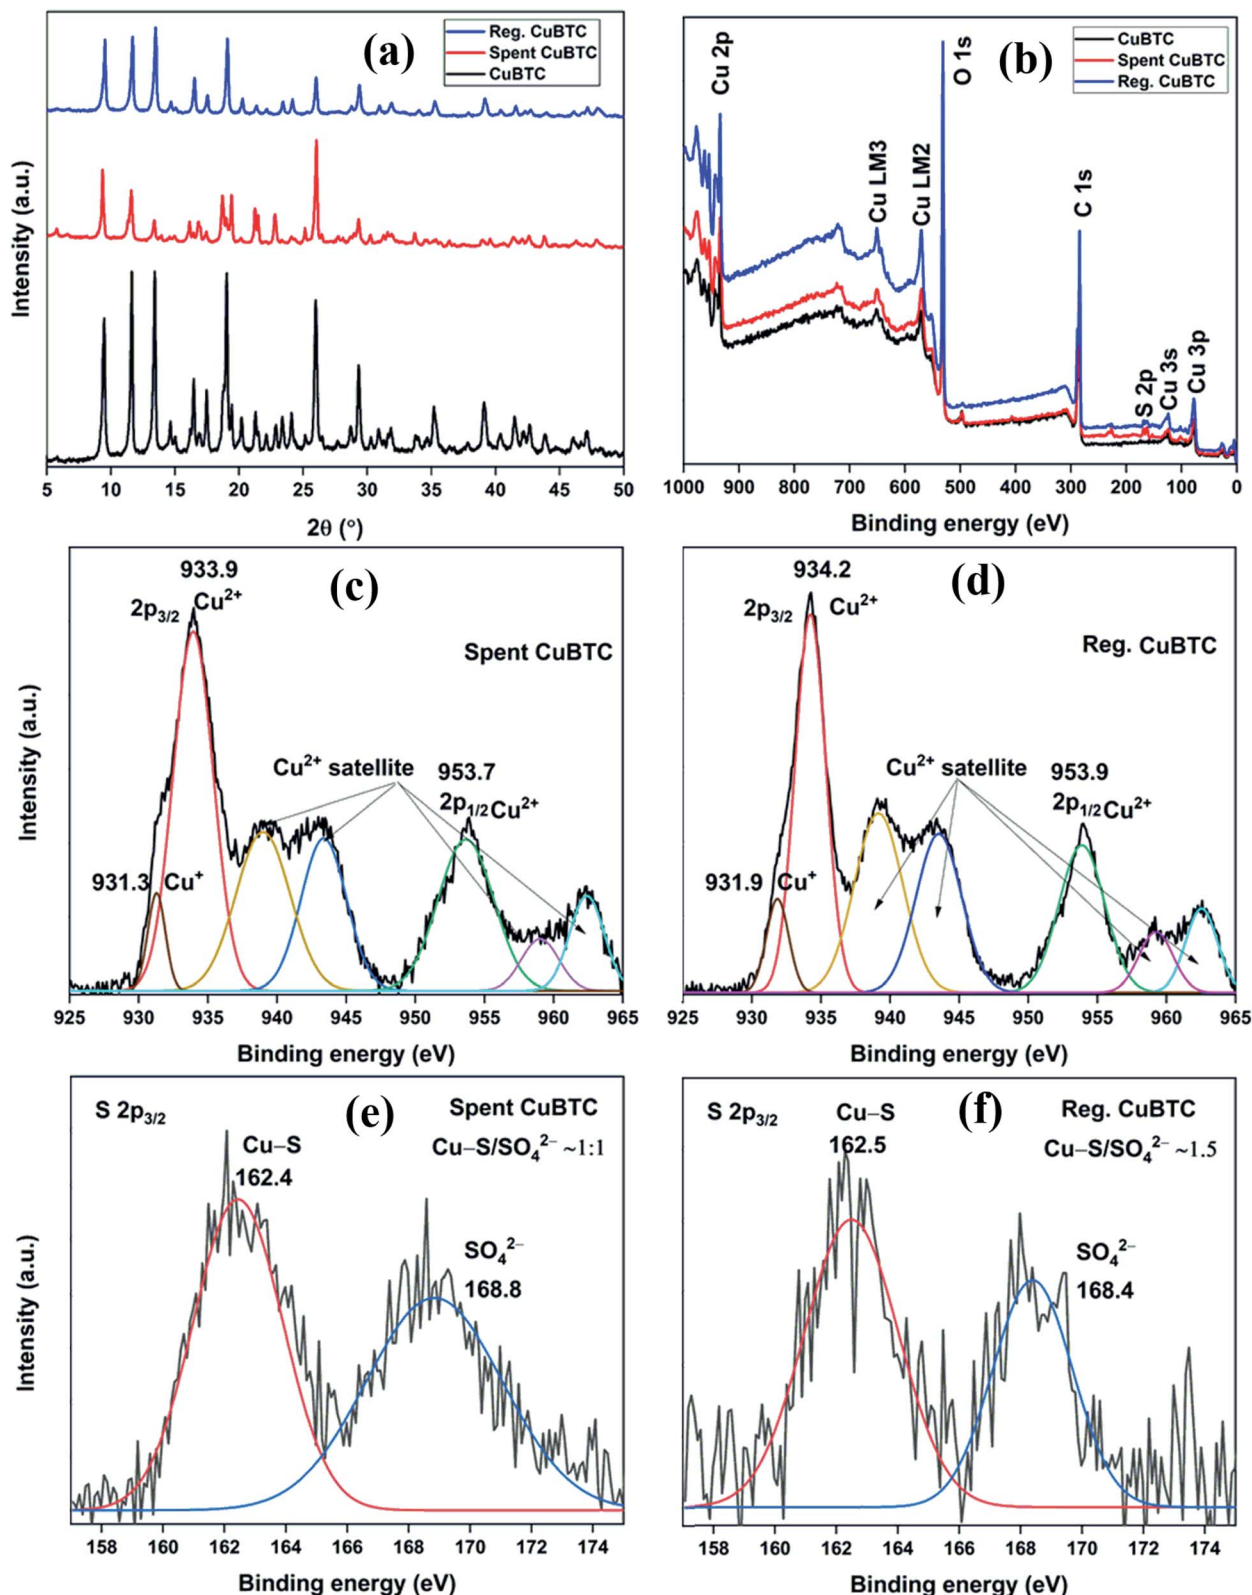 (a)
Reg. CuBTC
Spent CuBTC
CuBTC
Intensity (a.u.)
5 10 15 20 25 30 35 40 45 50
2θ (°)
(b)
CuBTC
Spent CuBTC
Reg. CuBTC
Cu 2p
Cu LM3
Cu LM2
O 1s
C 1s
S 2p
Cu 3s
Cu 3p
1000 900 800 700 600 500 400 300 200 100 0
Binding energy (eV)
(c)
933.9
2p3/2 Cu²⁺
Spent CuBTC
Cu²⁺ satellite
953.7
2p1/2 Cu²⁺
931.3 Cu⁺
Intensity (a.u.)
925 930 935 940 945 950 955 960 965
Binding energy (eV)
(d)
934.2
2p3/2 Cu²⁺
Reg. CuBTC
Cu²⁺ satellite
953.9
2p1/2 Cu²⁺
931.9 Cu⁺
925 930 935 940 945 950 955 960 965
Binding energy (eV)
S 2p3/2
(e)
Spent CuBTC
Cu–S/SO₄²⁻ ~1:1
Cu–S
162.4
SO₄²⁻
168.8
Intensity (a.u.)
158 160 162 164 166 168 170 172 174
Binding energy (eV)
S 2p3/2
(f)
Reg. CuBTC
Cu–S/SO₄²⁻ ~1.5
Cu–S
162.5
SO₄²⁻
168.4
158 160 162 164 166 168 170 172 174
Binding energy (eV)